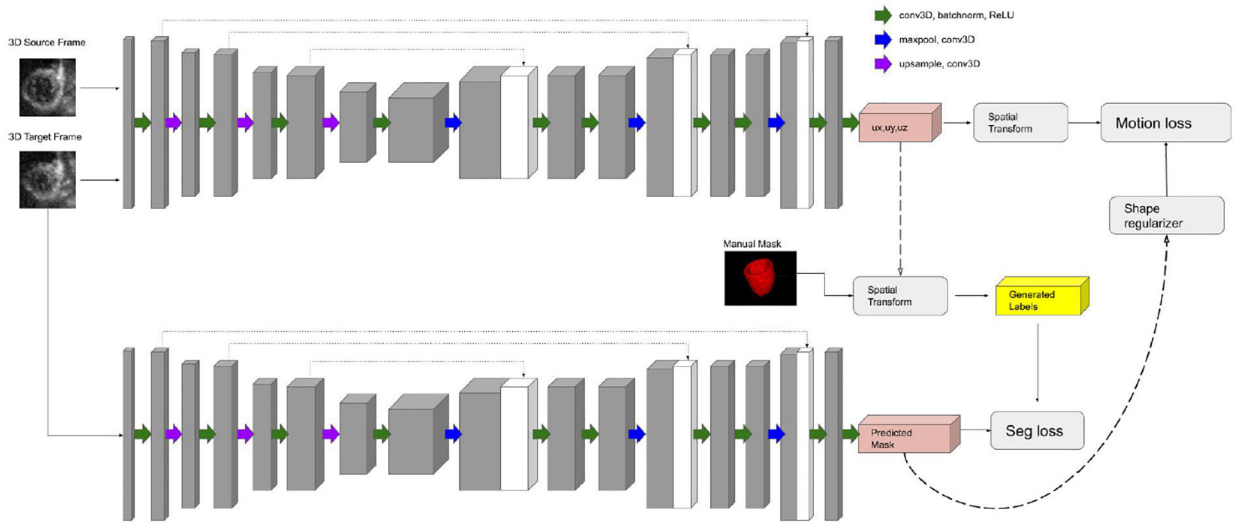 conv3D, batchnorm, ReLU
maxpool, conv3D
upsample, conv3D
3D Source Frame
3D Target Frame
ux,uy,uz
Spatial
Transform
Motion loss
Shape
regularizer
Manual Mask
Spatial
Transform
Generated
Labels
Predicted
Mask
Seg loss